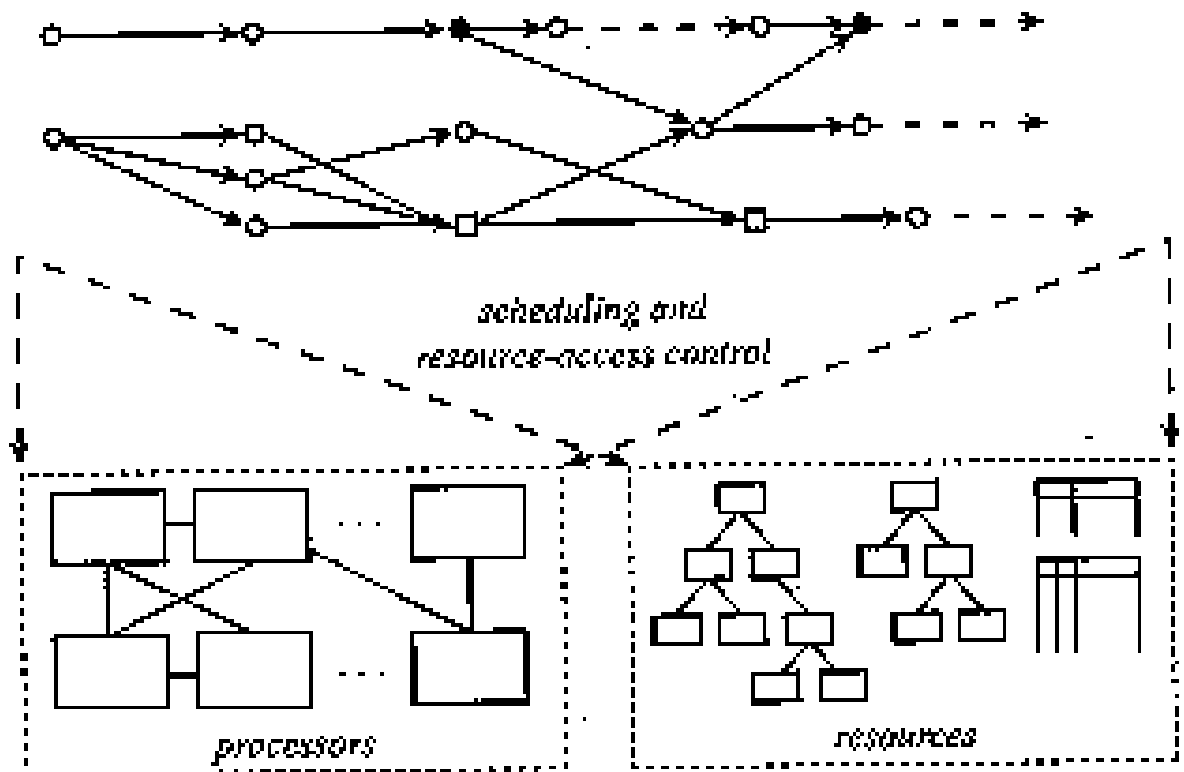 scheduling and
resource-access control
processors
resources